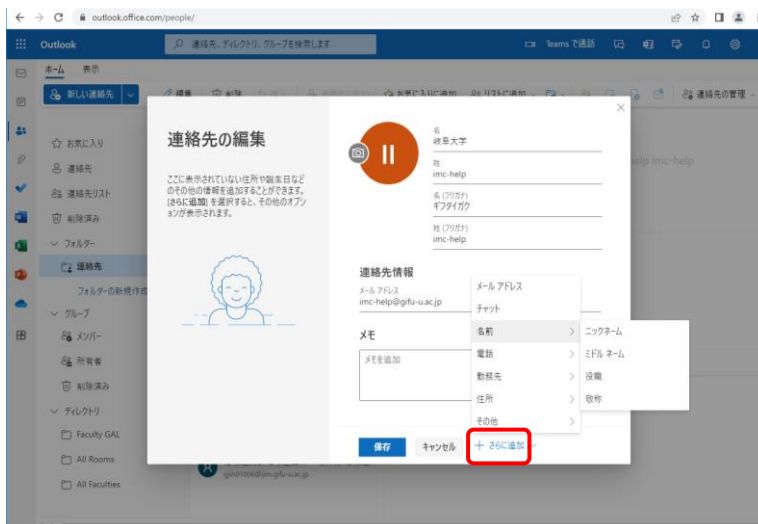 outlook.office.com/people/
Outlook
連絡先、ディレクトリ、グループを検索します
Teams で通話
ホーム 表示
新しい連絡先
編集
削除
お気に入りに追加
リストに追加
連絡先の管理
お気に入り
連絡先
連絡先リスト
削除済み
フォルダー
連絡先
フォルダーの新規作成
グループ
メンバー
所有者
削除済み
ディレクトリ
Faculty GAL
All Rooms
All Faculties
連絡先の編集
ここに表示されていない住所や誕生日など
のその他の情報を追加することができます。
[さらに追加] を選択すると、その他のオプシ
ョンが表示されます。
名
岐阜大学
姓
imc-help
名 (フリガナ)
ギフダイガク
姓 (フリガナ)
imc-help
連絡先情報
メール アドレス
imc-help@gifu-u.ac.jp
メモ
メモを追加
メール アドレス
チャット
名前
電話
勤務先
住所
その他
ニックネーム
ミドル ネーム
役職
敬称
保存 キャンセル さらに追加
help imc-help